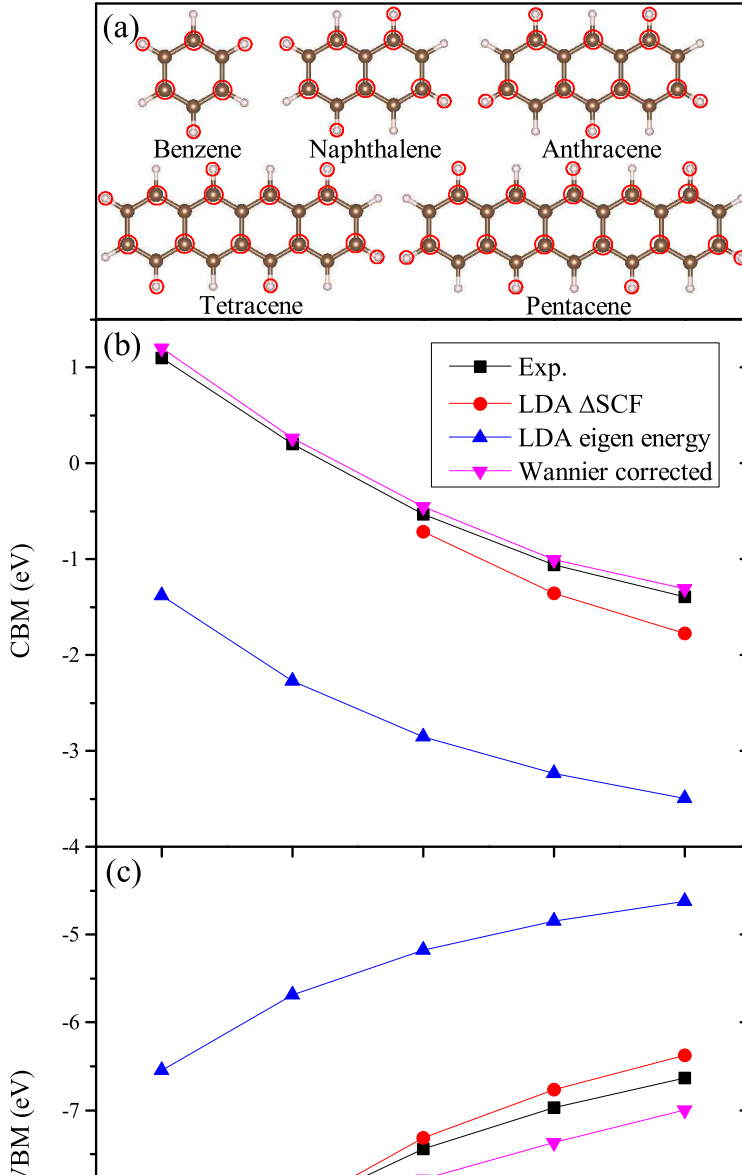 (a)
Benzene Naphthalene Anthracene
Tetracene Pentacene
(b)
1
0
-1
-2
-3
-4
CBM (eV)
Exp.
LDA ΔSCF
LDA eigen energy
Wannier corrected
(c)
-5
-6
-7
VBM (eV)